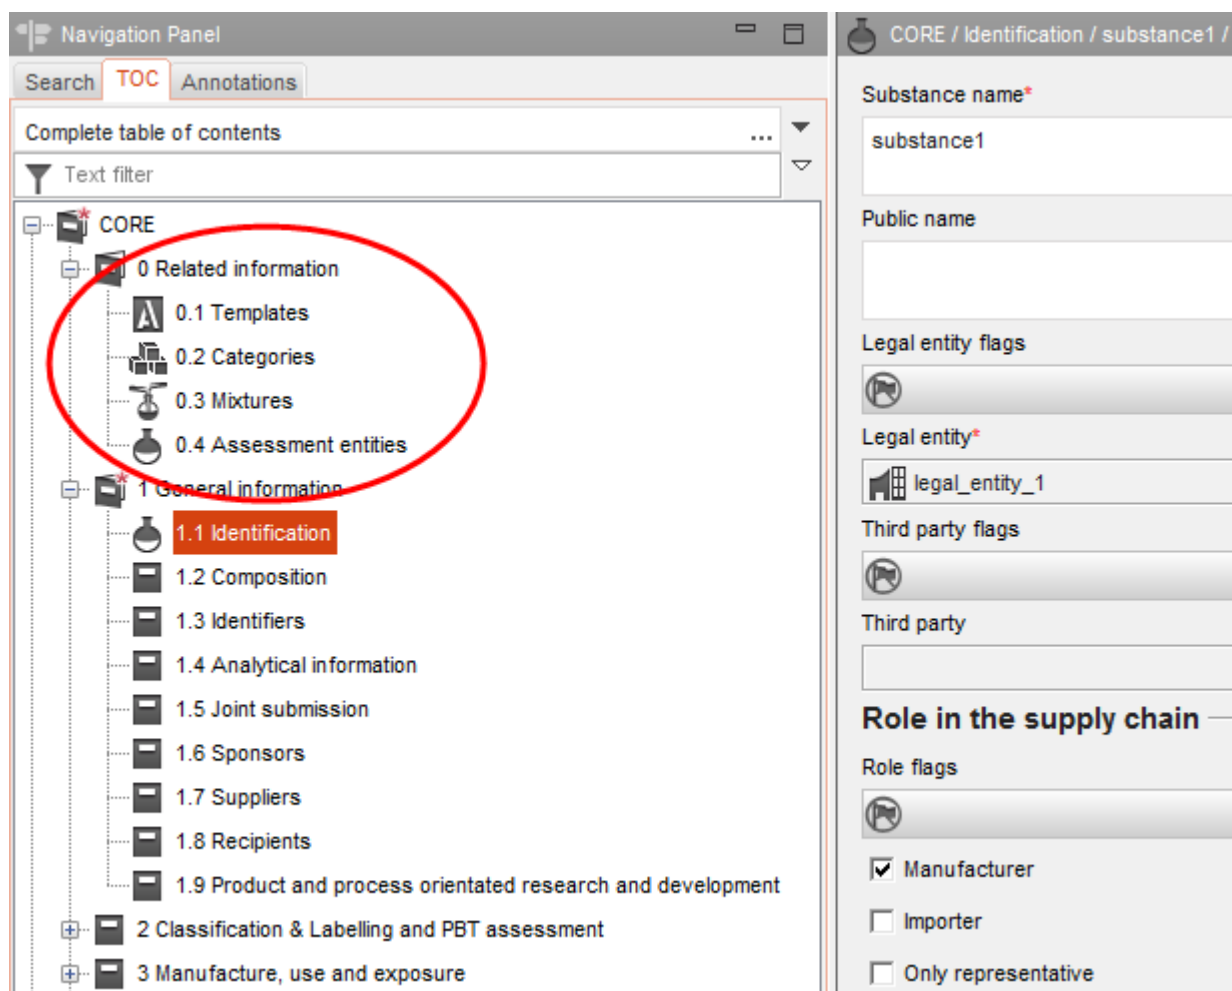 Navigation Panel
Search TOC Annotations
Complete table of contents ...
Text filter
CORE
0 Related information
0.1 Templates
0.2 Categories
0.3 Mixtures
0.4 Assessment entities
1 General information
1.1 Identification
1.2 Composition
1.3 Identifiers
1.4 Analytical information
1.5 Joint submission
1.6 Sponsors
1.7 Suppliers
1.8 Recipients
1.9 Product and process orientated research and development
2 Classification & Labelling and PBT assessment
3 Manufacture, use and exposure
CORE / Identification / substance1 /
Substance name*
substance1
Public name
Legal entity flags
Legal entity*
legal_entity_1
Third party flags
Third party
Role in the supply chain
Role flags
Manufacturer
Importer
Only representative